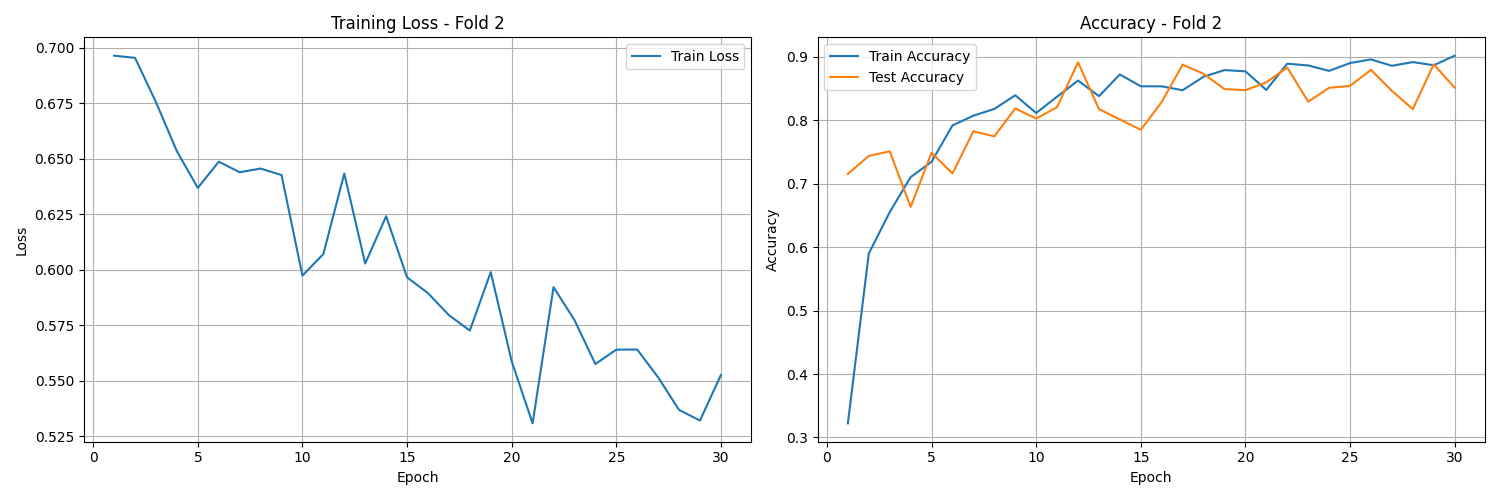 Training Loss - Fold 2
Train Loss
0.700
0.675
0.650
0.625
0.600
0.575
0.550
0.525
Loss
0 5 10 15 20 25 30
Epoch
Accuracy - Fold 2
Train Accuracy
Test Accuracy
0.9
0.8
0.7
0.6
0.5
0.4
0.3
Accuracy
0 5 10 15 20 25 30
Epoch